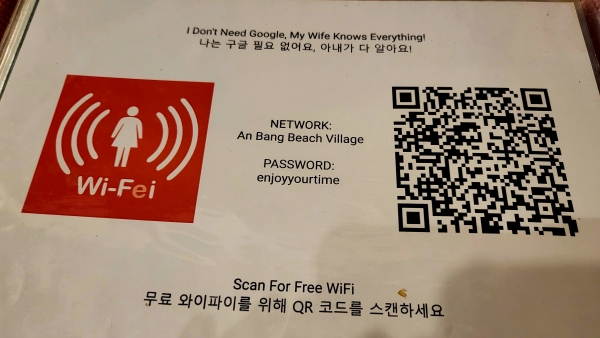 I Don't Need Google, My Wife Knows Everything!
나는 구글 필요 없어요, 아내가 다 알아요!
Wi-Fei
NETWORK:
An Bang Beach Village
PASSWORD:
enjoyyourtime
Scan For Free WiFi
무료 와이파이를 위해 QR 코드를 스캔하세요